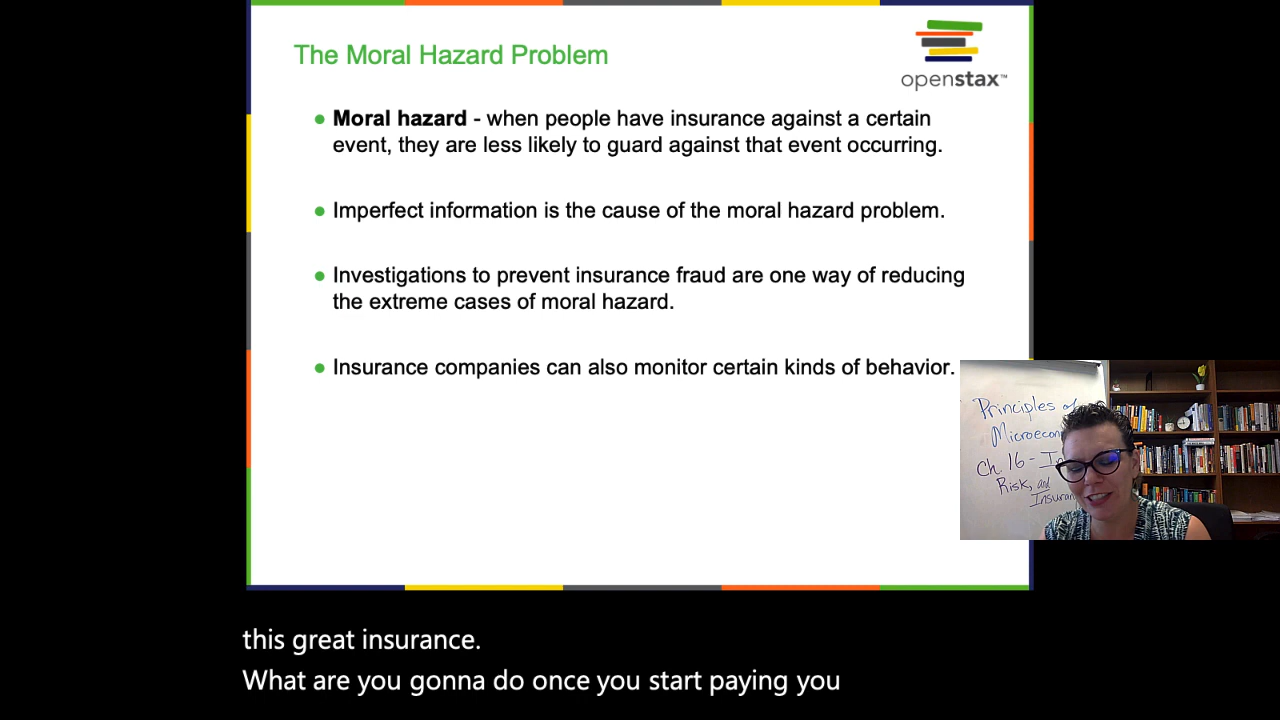 The Moral Hazard Problem
openstax™
● Moral hazard - when people have insurance against a certain
event, they are less likely to guard against that event occurring.
● Imperfect information is the cause of the moral hazard problem.
● Investigations to prevent insurance fraud are one way of reducing
the extreme cases of moral hazard.
● Insurance companies can also monitor certain kinds of behavior.
Principles of
Ch. 16 -
Risk, and
this great insurance.
What are you gonna do once you start paying you